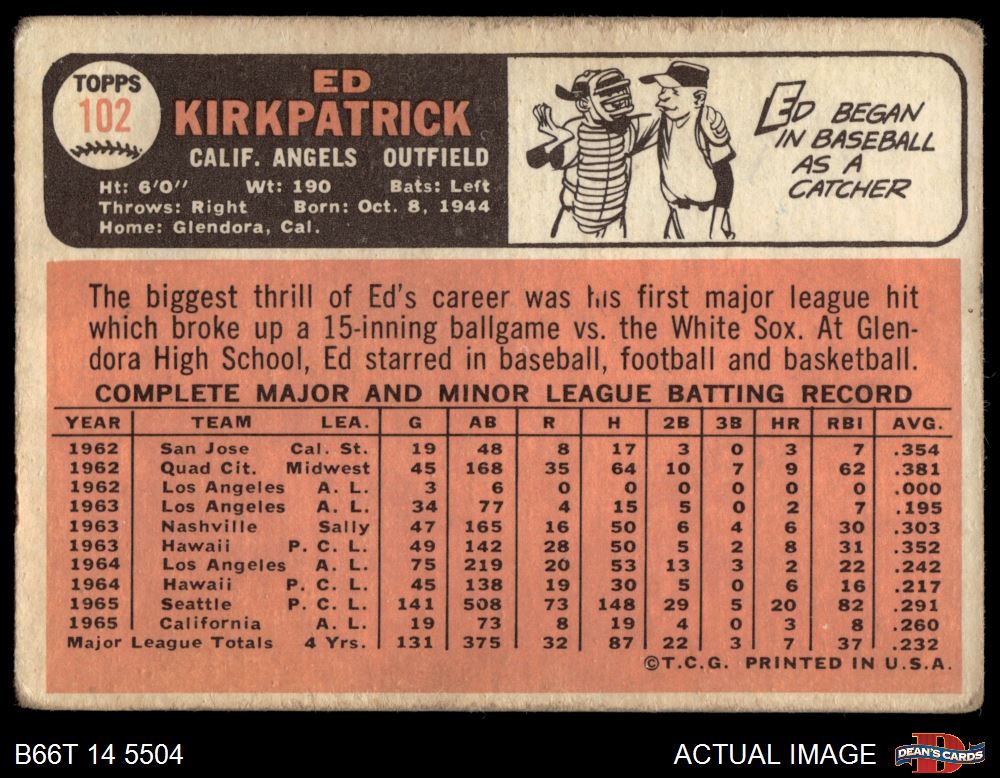 TOPPS
102
ED
KIRKPATRICK
CALIF. ANGELS OUTFIELD
Ht: 6'0" Wt: 190 Bats: Left
Throws: Right Born: Oct. 8, 1944
Home: Glendora, Cal.
ED BEGAN
IN BASEBALL
AS A
CATCHER
The biggest thrill of Ed's career was his first major league hit
which broke up a 15-inning ballgame vs. the White Sox. At Glen-
dora High School, Ed starred in baseball, football and basketball.
COMPLETE MAJOR AND MINOR LEAGUE BATTING RECORD
YEAR TEAM LEA. G AB R H 2B 3B HR RBI AVG.
1962 San Jose Cal. St. 19 48 8 17 3 0 3 7 .354
1962 Quad Cit. Midwest 45 168 35 64 10 7 9 62 .381
1962 Los Angeles A. L. 3 6 0 0 0 0 0 0 .000
1963 Los Angeles A. L. 34 77 4 15 5 0 2 7 .195
1963 Nashville Sally 47 165 16 50 6 4 6 30 .303
1963 Hawaii P. C. L. 49 142 28 50 5 2 8 31 .352
1964 Los Angeles A. L. 75 219 20 53 13 3 2 22 .242
1964 Hawaii P. C. L. 45 138 19 30 5 0 6 16 .217
1965 Seattle P. C. L. 141 508 73 148 29 5 20 82 .291
1965 California A. L. 19 73 8 19 4 0 3 8 .260
Major League Totals 4 Yrs. 131 375 32 87 22 3 7 37 .232
©T.C.G. PRINTED IN U.S.A.
B66T 14 5504
ACTUAL IMAGE
DEAN'S CARDS